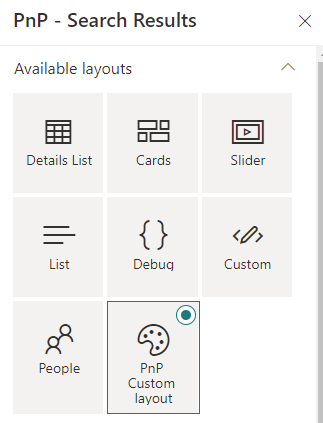 PnP - Search Results
Available layouts
Details List
Cards
Slider
List
Debug
Custom
People
PnP
Custom
layout